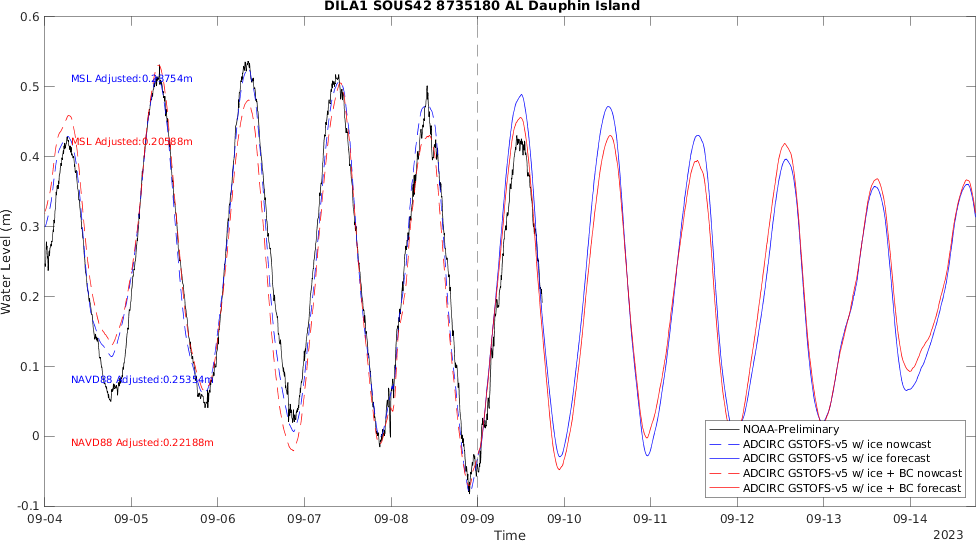 DILA1 SOUS42 8735180 AL Dauphin Island
0.6
0.5
0.4
0.3
0.2
0.1
0
-0.1
Water Level (m)
MSL Adjusted:
MSL Adjusted:0.20588m
NAVD88 Adjusted:0.25354m
NAVD88 Adjusted:0.22188m
NOAA-Preliminary
ADCIRC GSTOFS-v5 w/ ice nowcast
ADCIRC GSTOFS-v5 w/ ice forecast
ADCIRC GSTOFS-v5 w/ ice + BC nowcast
ADCIRC GSTOFS-v5 w/ ice + BC forecast
09-04 09-05 09-06 09-07 09-08 09-09 09-10 09-11 09-12 09-13 09-14
Time
2023